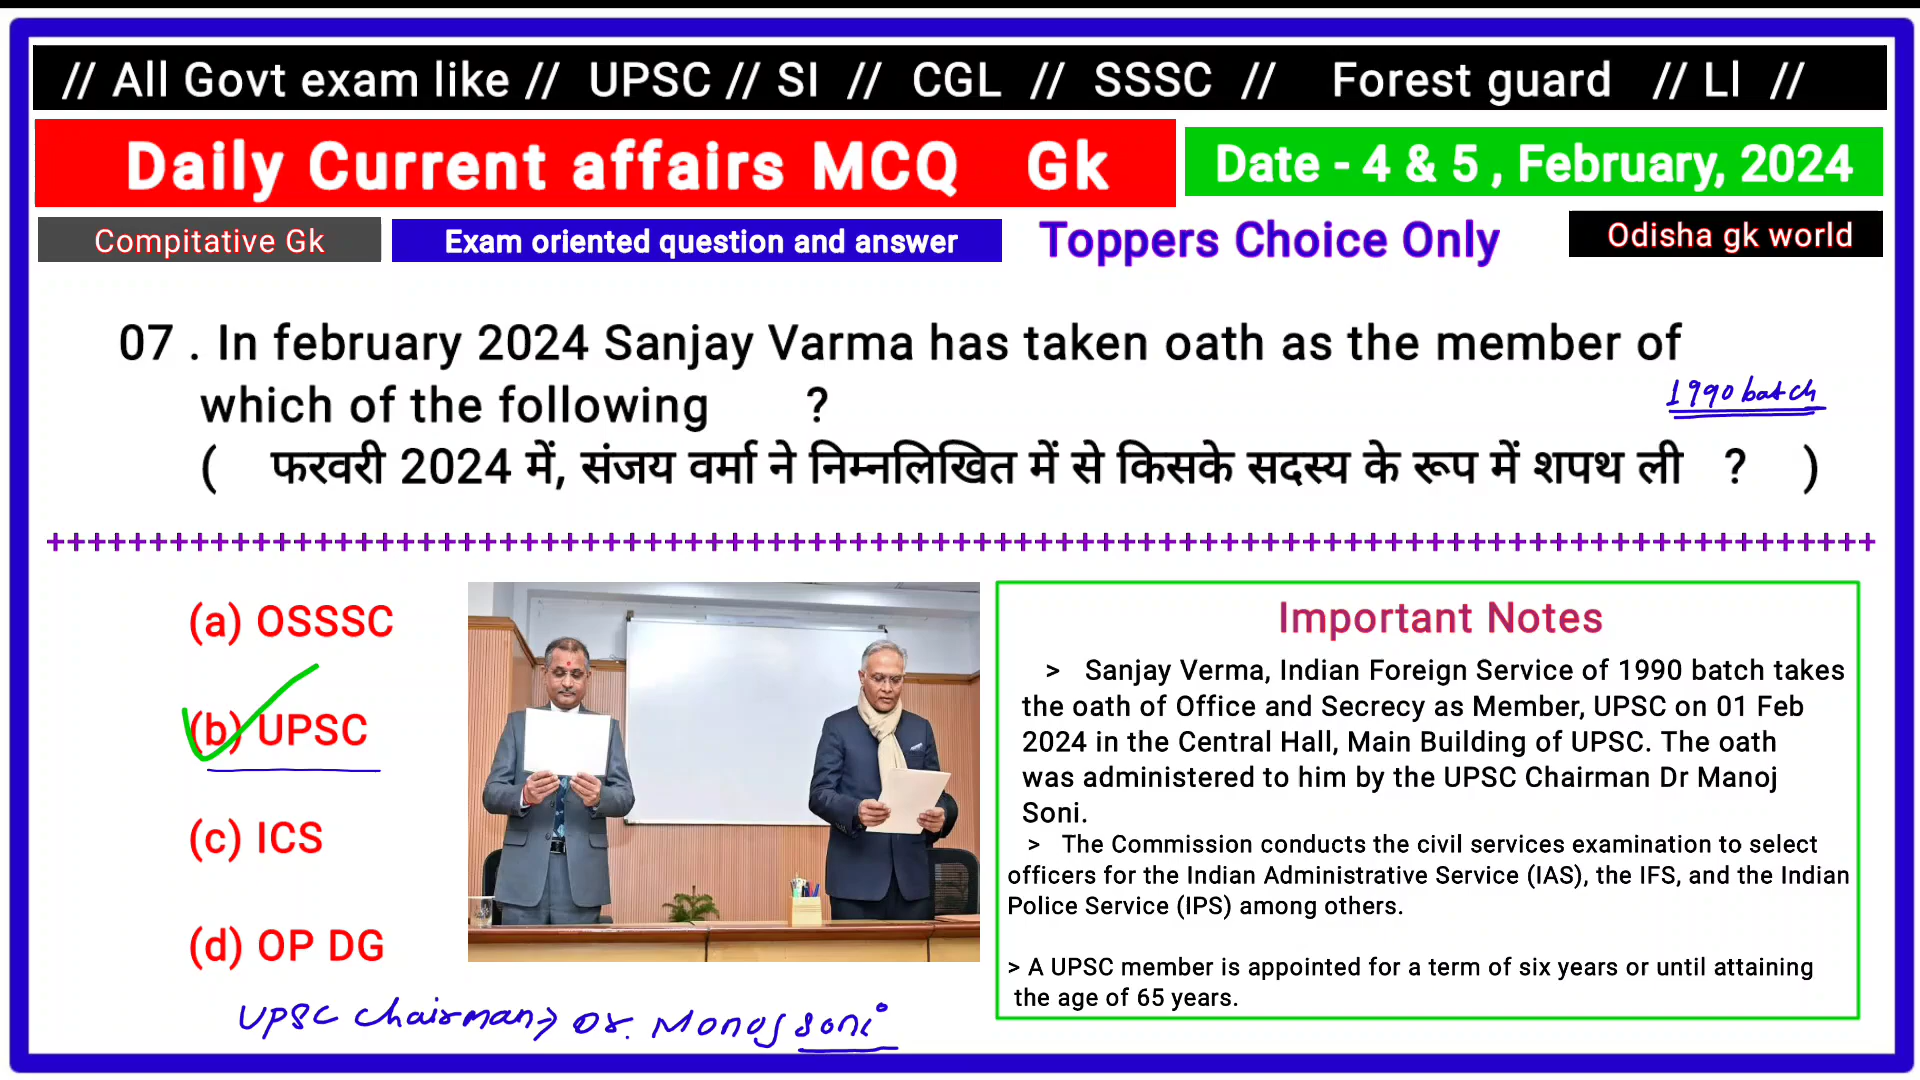 // All Govt exam like // UPSC // SI // CGL // SSSC // Forest guard // Ll //
Daily Current affairs MCQ Gk
Date - 4 & 5 , February, 2024
Compitative Gk
Exam oriented question and answer
Toppers Choice Only
Odisha gk world
07 . In february 2024 Sanjay Varma has taken oath as the member of
which of the following ?
1990 batch
( फरवरी 2024 में, संजय वर्मा ने निम्नलिखित में से किसके सदस्य के रूप में शपथ ली ? )
++++++++++++++++++++++++++++++++++++++++++++++++++++++++++++++++++++++++++++++++++++++++++
(a) OSSSC
(b) UPSC
(c) ICS
(d) OP DG
Important Notes
> Sanjay Verma, Indian Foreign Service of 1990 batch takes
the oath of Office and Secrecy as Member, UPSC on 01 Feb
2024 in the Central Hall, Main Building of UPSC. The oath
was administered to him by the UPSC Chairman Dr Manoj
Soni.
> The Commission conducts the civil services examination to select
officers for the Indian Administrative Service (IAS), the IFS, and the Indian
Police Service (IPS) among others.
> A UPSC member is appointed for a term of six years or until attaining
the age of 65 years.
UPSC chairman→ Dr. Monoj soni